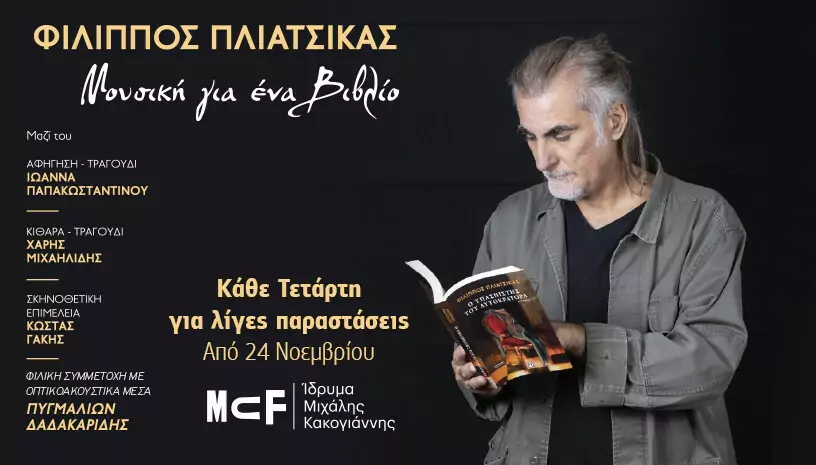 ΦΙΛΙΠΠΟΣ ΠΛΙΑΤΣΙΚΑΣ
Μουσική για ένα Βιβλίο
Μαζί του
ΑΦΗΓΗΣΗ - ΤΡΑΓΟΥΔΙ
ΙΩΑΝΝΑ
ΠΑΠΑΚΩΣΤΑΝΤΙΝΟΥ
ΚΙΘΑΡΑ - ΤΡΑΓΟΥΔΙ
ΧΑΡΗΣ
ΜΙΧΑΗΛΙΔΗΣ
ΣΚΗΝΟΘΕΤΙΚΗ
ΕΠΙΜΕΛΕΙΑ
ΚΩΣΤΑΣ
ΓΑΚΗΣ
ΦΙΛΙΚΗ ΣΥΜΜΕΤΟΧΗ ΜΕ
ΟΠΤΙΚΟΑΚΟΥΣΤΙΚΑ ΜΕΣΑ
ΠΥΓΜΑΛΙΩΝ
ΔΑΔΑΚΑΡΙΔΗΣ
Κάθε Τετάρτη
για λίγες παραστάσεις
Από 24 Νοεμβρίου
MCF
Ίδρυμα
Μιχάλης
Κακογιάννης
ΦΙΛΙΠΠΟΣ ΠΛΙΑΤΣΙΚΑΣ
Ο ΥΠΑΣΠΙΣΤΗΣ
ΤΟΥ ΑΥΤΟΚΡΑΤΟΡΑ